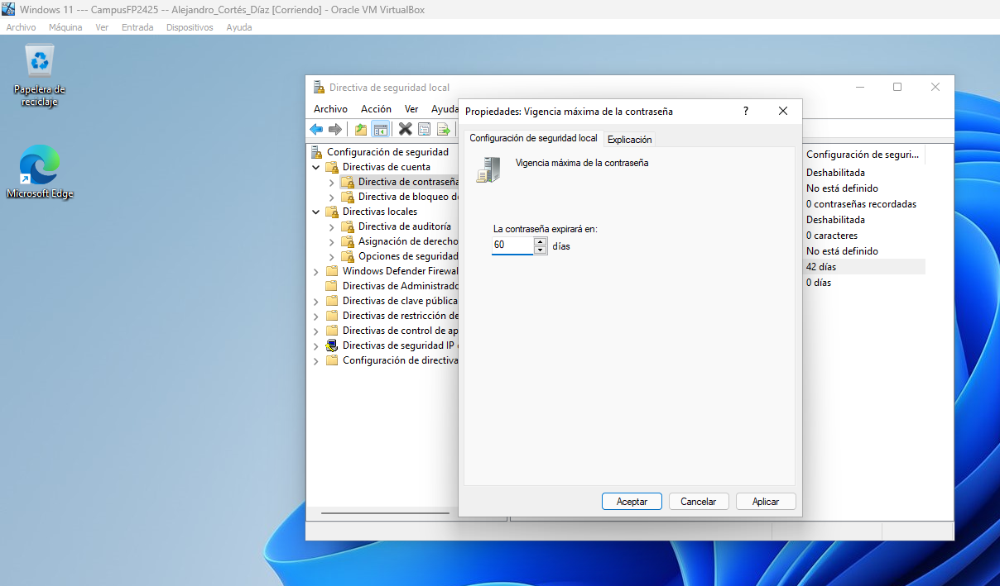 Windows 11 --- CampusFP2425 -- Alejandro_Cortés_Díaz [Corriendo] - Oracle VM VirtualBox
Archivo Máquina Ver Entrada Dispositivos Ayuda
Papelera de
reciclaje
Microsoft Edge
Directiva de seguridad local
Archivo Acción Ver Ayuda
Configuración de seguridad
Directivas de cuenta
Directiva de contraseña
Directiva de bloqueo de
Directivas locales
Directiva de auditoría
Asignación de derecho
Opciones de seguridad
Windows Defender Firewal
Directivas de Administrado
Directivas de clave pública
Directivas de restricción de
Directivas de control de ap
Directivas de seguridad IP
Configuración de directiva
Propiedades: Vigencia máxima de la contraseña ?
Configuración de seguridad local Explicación
Vigencia máxima de la contraseña
La contraseña expirará en:
60 días
Aceptar Cancelar Aplicar
Configuración de seguri...
Deshabilitada
No está definido
0 contraseñas recordadas
Deshabilitada
0 caracteres
No está definido
42 días
0 días